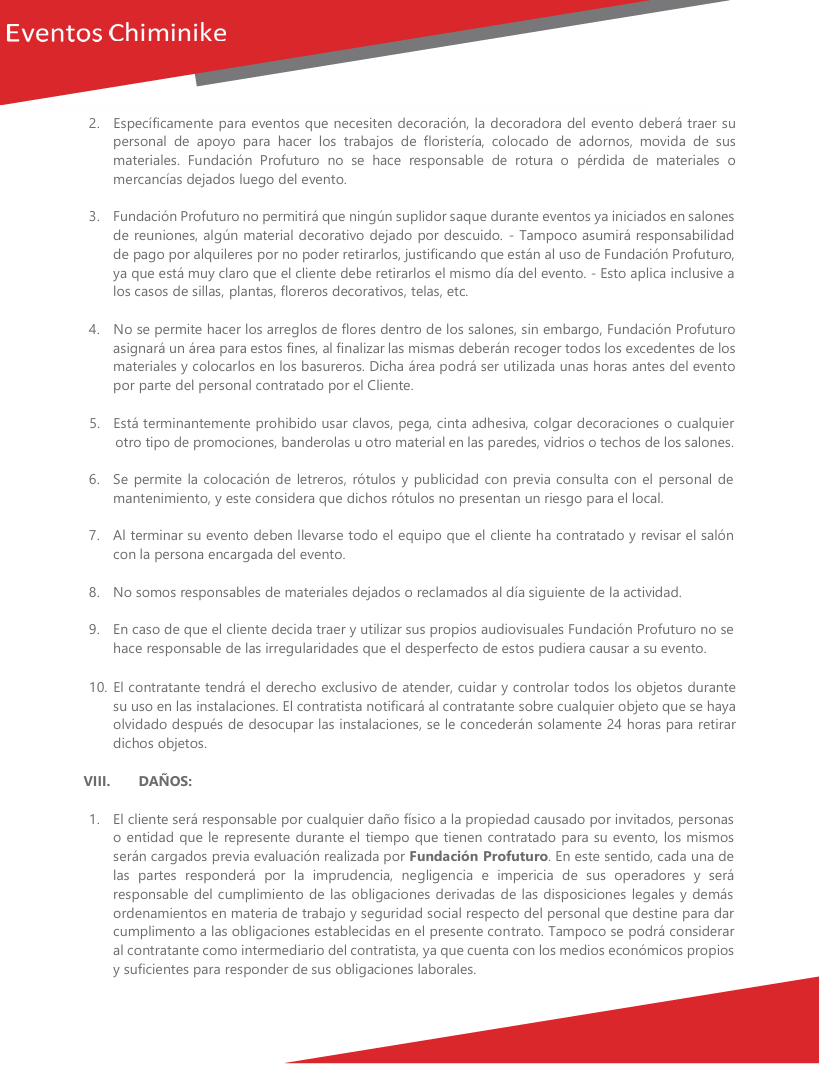 Eventos Chiminike
2. Específicamente para eventos que necesiten decoración, la decoradora del evento deberá traer su
personal de apoyo para hacer los trabajos de floristería, colocado de adornos, movida de sus
materiales. Fundación Profuturo no se hace responsable de rotura o pérdida de materiales o
mercancías dejados luego del evento.
3. Fundación Profuturo no permitirá que ningún suplidor saque durante eventos ya iniciados en salones
de reuniones, algún material decorativo dejado por descuido. - Tampoco asumirá responsabilidad
de pago por alquileres por no poder retirarlos, justificando que están al uso de Fundación Profuturo,
ya que está muy claro que el cliente debe retirarlos el mismo día del evento. - Esto aplica inclusive a
los casos de sillas, plantas, floreros decorativos, telas, etc.
4. No se permite hacer los arreglos de flores dentro de los salones, sin embargo, Fundación Profuturo
asignará un área para estos fines, al finalizar las mismas deberán recoger todos los excedentes de los
materiales y colocarlos en los basureros. Dicha área podrá ser utilizada unas horas antes del evento
por parte del personal contratado por el Cliente.
5. Está terminantemente prohibido usar clavos, pega, cinta adhesiva, colgar decoraciones o cualquier
otro tipo de promociones, banderolas u otro material en las paredes, vidrios o techos de los salones.
6. Se permite la colocación de letreros, rótulos y publicidad con previa consulta con el personal de
mantenimiento, y este considera que dichos rótulos no presentan un riesgo para el local.
7. Al terminar su evento deben llevarse todo el equipo que el cliente ha contratado y revisar el salón
con la persona encargada del evento.
8. No somos responsables de materiales dejados o reclamados al día siguiente de la actividad.
9. En caso de que el cliente decida traer y utilizar sus propios audiovisuales Fundación Profuturo no se
hace responsable de las irregularidades que el desperfecto de estos pudiera causar a su evento.
10. El contratante tendrá el derecho exclusivo de atender, cuidar y controlar todos los objetos durante
su uso en las instalaciones. El contratista notificará al contratante sobre cualquier objeto que se haya
olvidado después de desocupar las instalaciones, se le concederán solamente 24 horas para retirar
dichos objetos.
VIII. DAÑOS:
1. El cliente será responsable por cualquier daño físico a la propiedad causado por invitados, personas
o entidad que le represente durante el tiempo que tienen contratado para su evento, los mismos
serán cargados previa evaluación realizada por Fundación Profuturo. En este sentido, cada una de
las partes responderá por la imprudencia, negligencia e impericia de sus operadores y será
responsable del cumplimiento de las obligaciones derivadas de las disposiciones legales y demás
ordenamientos en materia de trabajo y seguridad social respecto del personal que destine para dar
cumplimento a las obligaciones establecidas en el presente contrato. Tampoco se podrá considerar
al contratante como intermediario del contratista, ya que cuenta con los medios económicos propios
y suficientes para responder de sus obligaciones laborales.